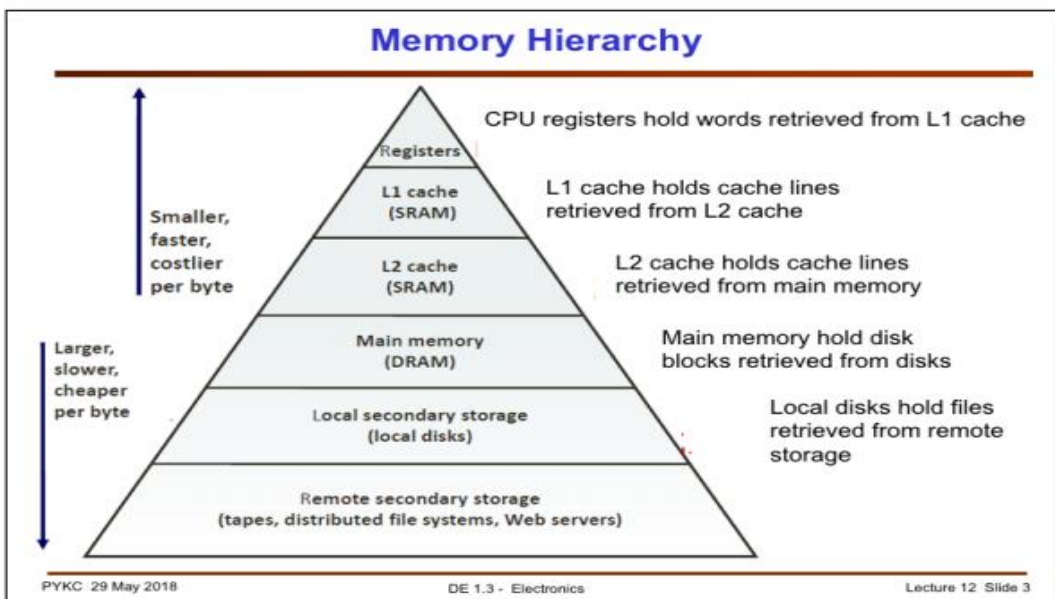 Memory Hierarchy
CPU registers hold words retrieved from L1 cache
Registers
L1 cache
(SRAM)
L1 cache holds cache lines
retrieved from L2 cache
Smaller,
faster,
costlier
per byte
L2 cache
(SRAM)
L2 cache holds cache lines
retrieved from main memory
Larger,
slower,
cheaper
per byte
Main memory
(DRAM)
Main memory hold disk
blocks retrieved from disks
Local secondary storage
(local disks)
Local disks hold files
retrieved from remote
storage
Remote secondary storage
(tapes, distributed file systems, Web servers)
PYKC 29 May 2018
DE 1.3 - Electronics
Lecture 12 Slide 3